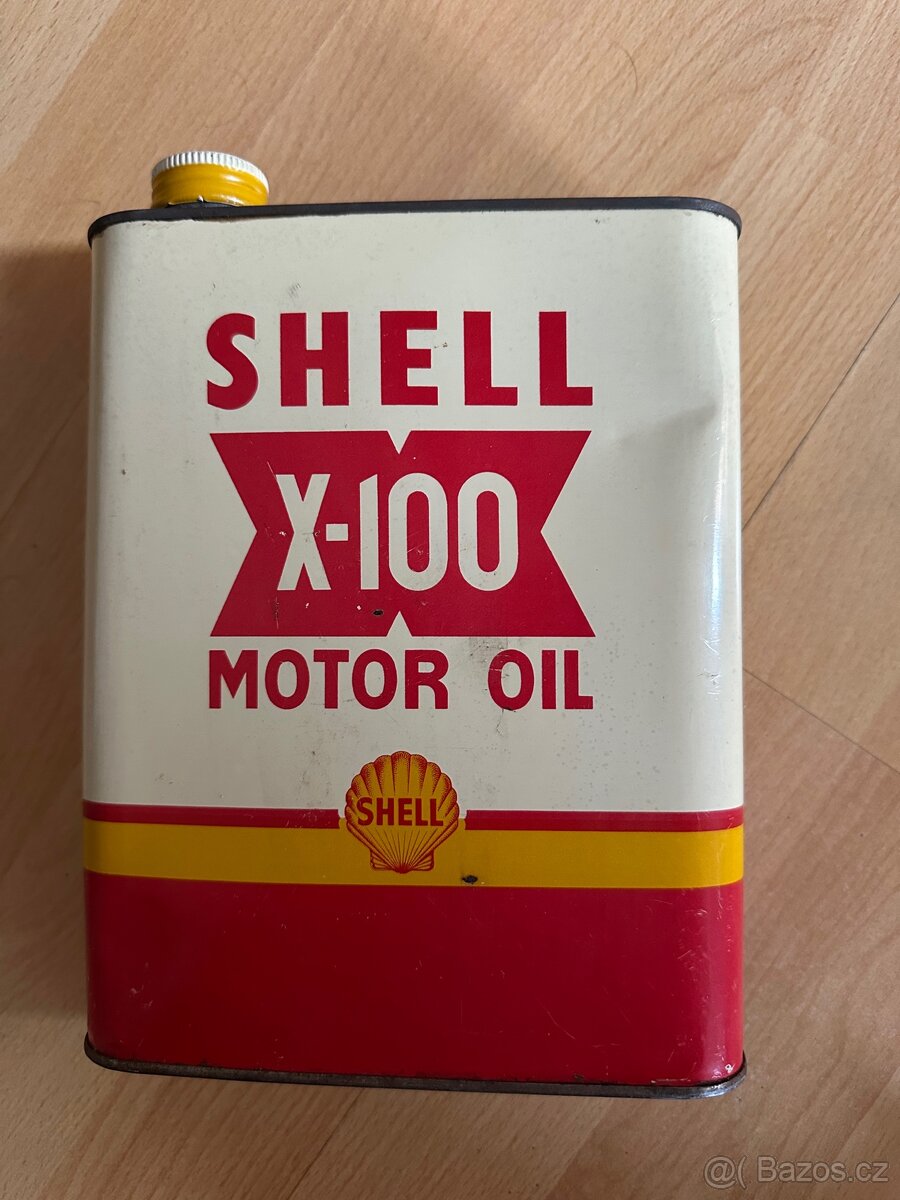 SHELL
X-100
MOTOR OIL
SHELL
@( Bazos.cz